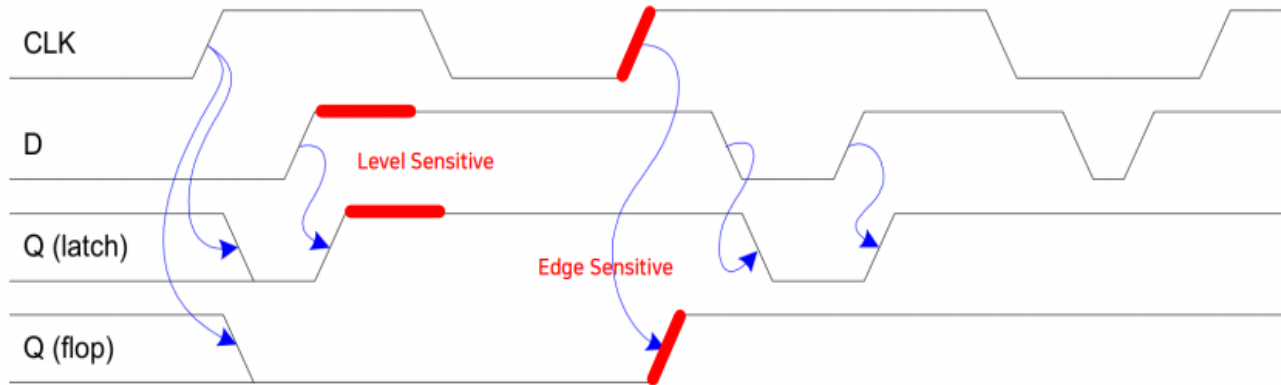 CLK
D
Level Sensitive
Q (latch)
Edge Sensitive
Q (flop)